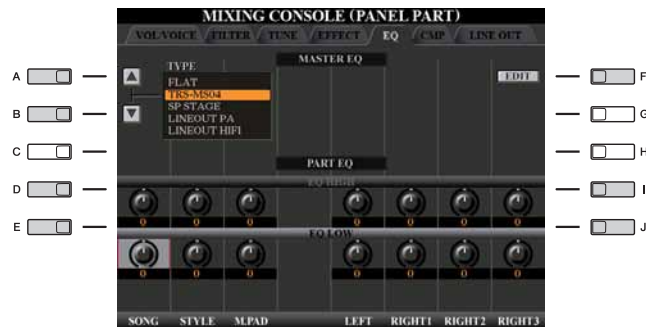 MIXING CONSOLE (PANEL PART)
VOL/VOICE FILTER TUNE EFFECT EQ CMP LINE OUT
MASTER EQ
TYPE
FLAT
TRS-MS04
SP STAGE
LINEOUT PA
LINEOUT HIFI
EDIT
A
B
C
D
E
F
G
H
I
J
PART EQ
EQ HIGH
0 0 0 0 0 0 0
EQ LOW
0 0 0 0 0 0 0
SONG STYLE M.PAD LEFT RIGHT1 RIGHT2 RIGHT3